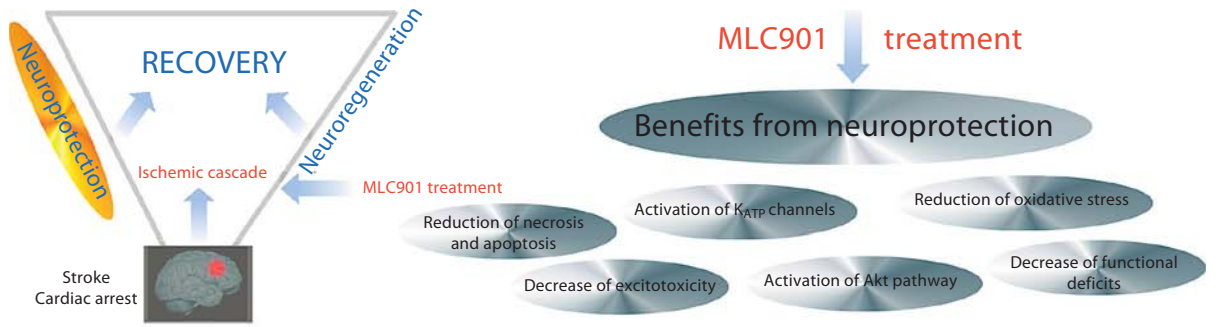 Neuroprotection
RECOVERY
Neuroregeneration
Ischemic cascade
MLC901 treatment
Stroke
Cardiac arrest
MLC901 treatment
Benefits from neuroprotection
Reduction of necrosis
and apoptosis
Activation of KATP channels
Reduction of oxidative stress
Decrease of excitotoxicity
Activation of Akt pathway
Decrease of functional
deficits